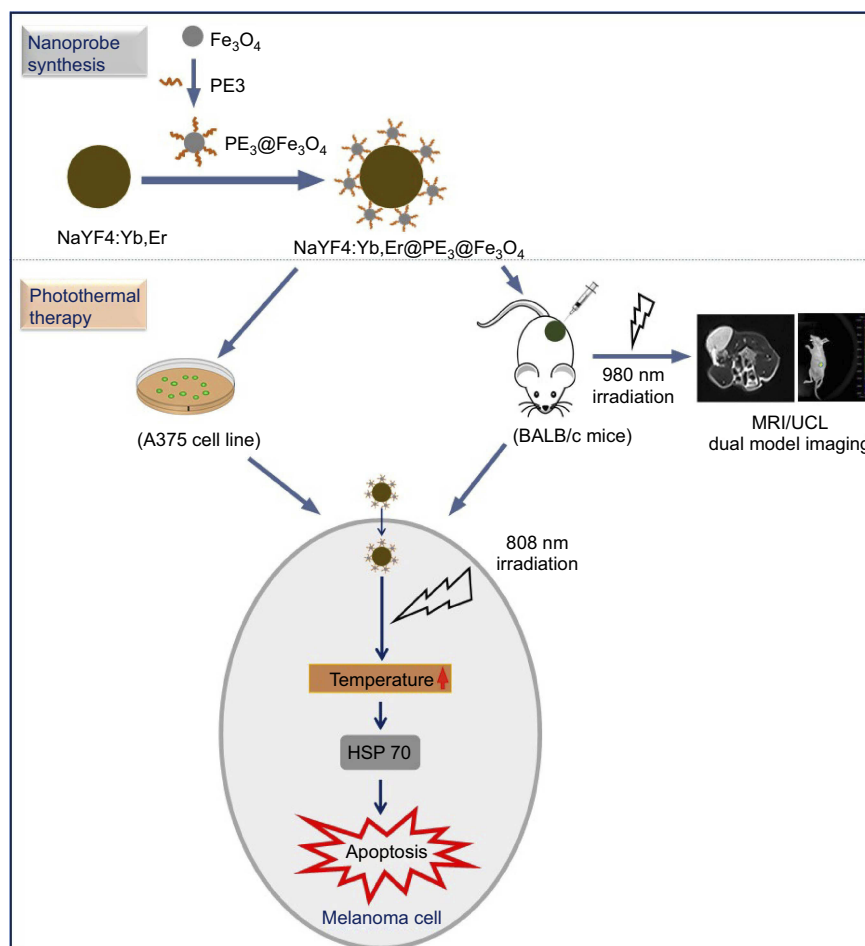 Nanoprobe
synthesis
Fe₃O₄
PE3
PE₃@Fe₃O₄
NaYF4:Yb,Er
NaYF4:Yb,Er@PE₃@Fe₃O₄
Photothermal
therapy
(A375 cell line)
(BALB/c mice)
980 nm
irradiation
MRI/UCL
dual model imaging
808 nm
irradiation
Temperature
HSP 70
Apoptosis
Melanoma cell